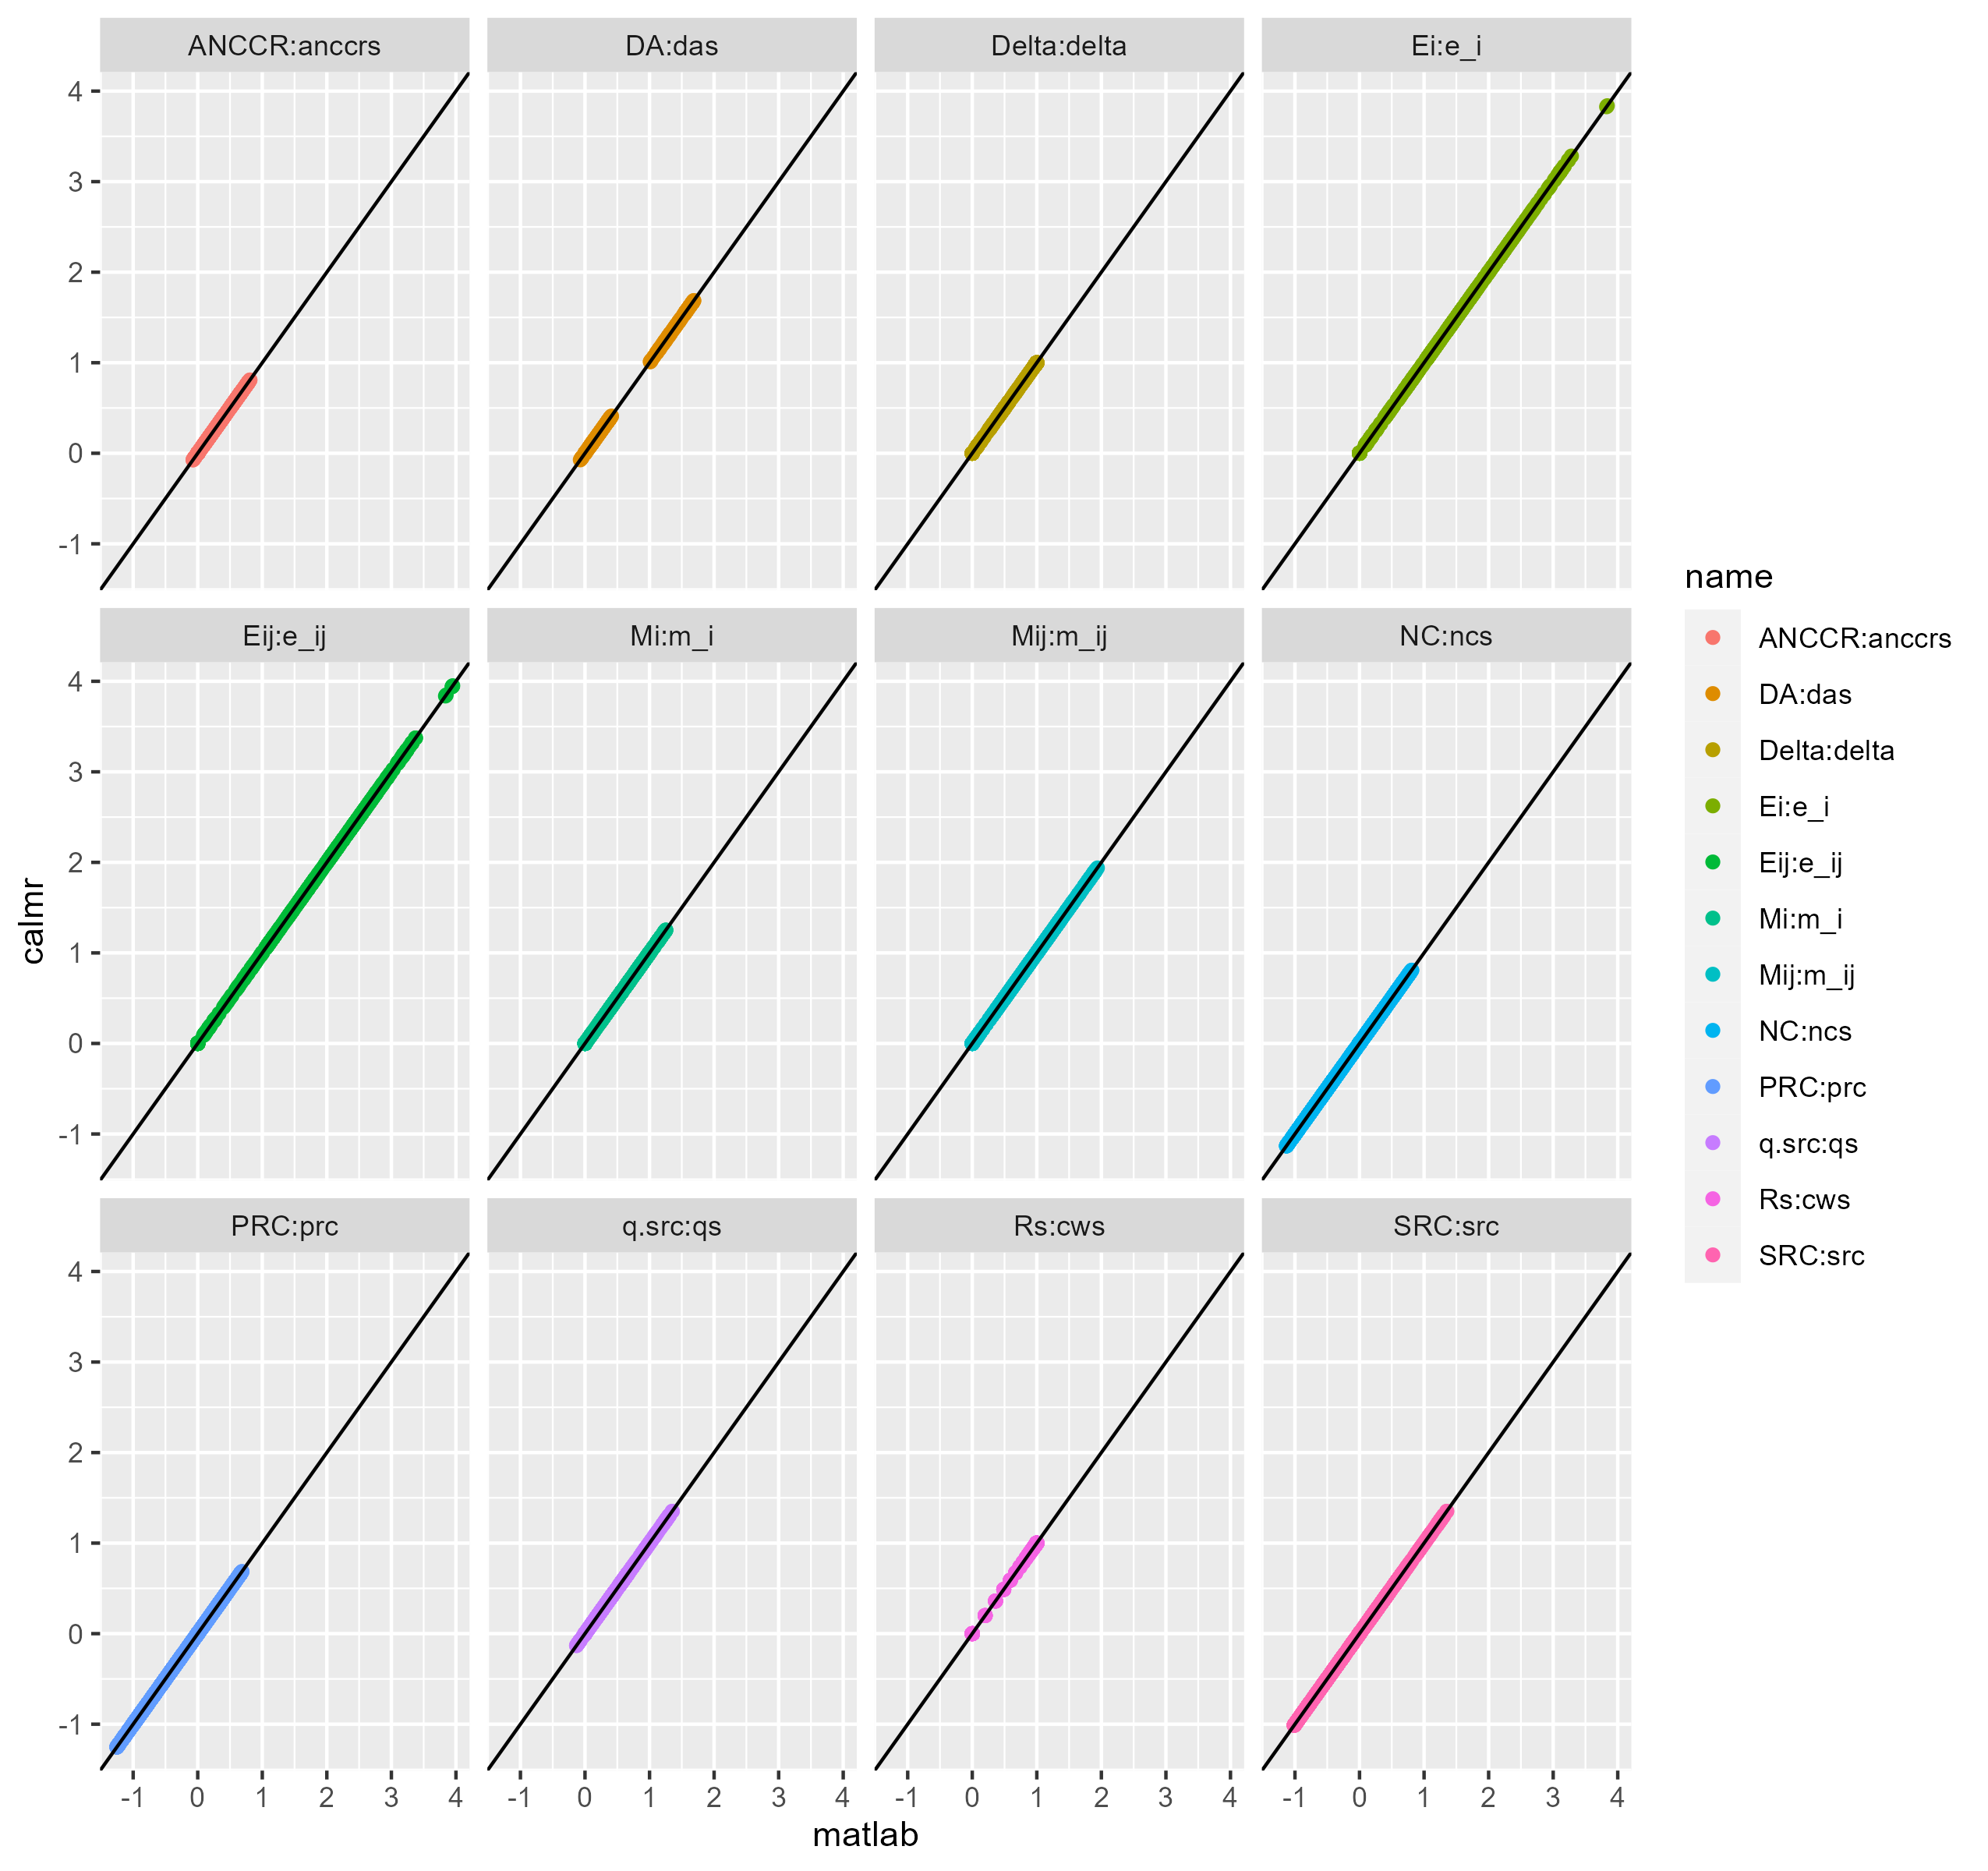 ANCCR:anccrs DA:das Delta:delta Ei:e_i
4
3
2
1
0
-1
Eij:e_ij Mi:m_i Mij:m_ij NC:ncs
4
3
2
1
0
-1
PRC:prc q.src:qs Rs:cws SRC:src
4
3
2
1
0
-1
-1 0 1 2 3 4 -1 0 1 2 3 4 -1 0 1 2 3 4 -1 0 1 2 3 4
matlab
calmr
name
ANCCR:anccrs
DA:das
Delta:delta
Ei:e_i
Eij:e_ij
Mi:m_i
Mij:m_ij
NC:ncs
PRC:prc
q.src:qs
Rs:cws
SRC:src